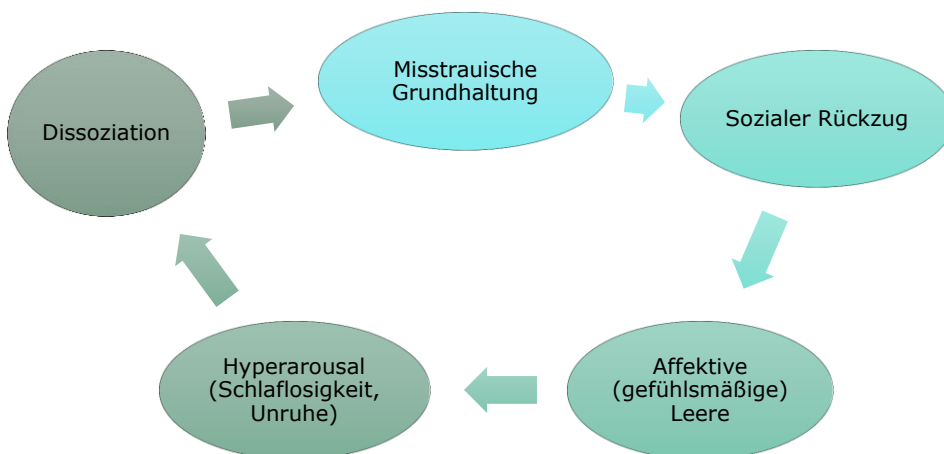 Misstrauische
Grundhaltung
Sozialer Rückzug
Affektive
(gefühlsmäßige)
Leere
Hyperarousal
(Schlaflosigkeit,
Unruhe)
Dissoziation